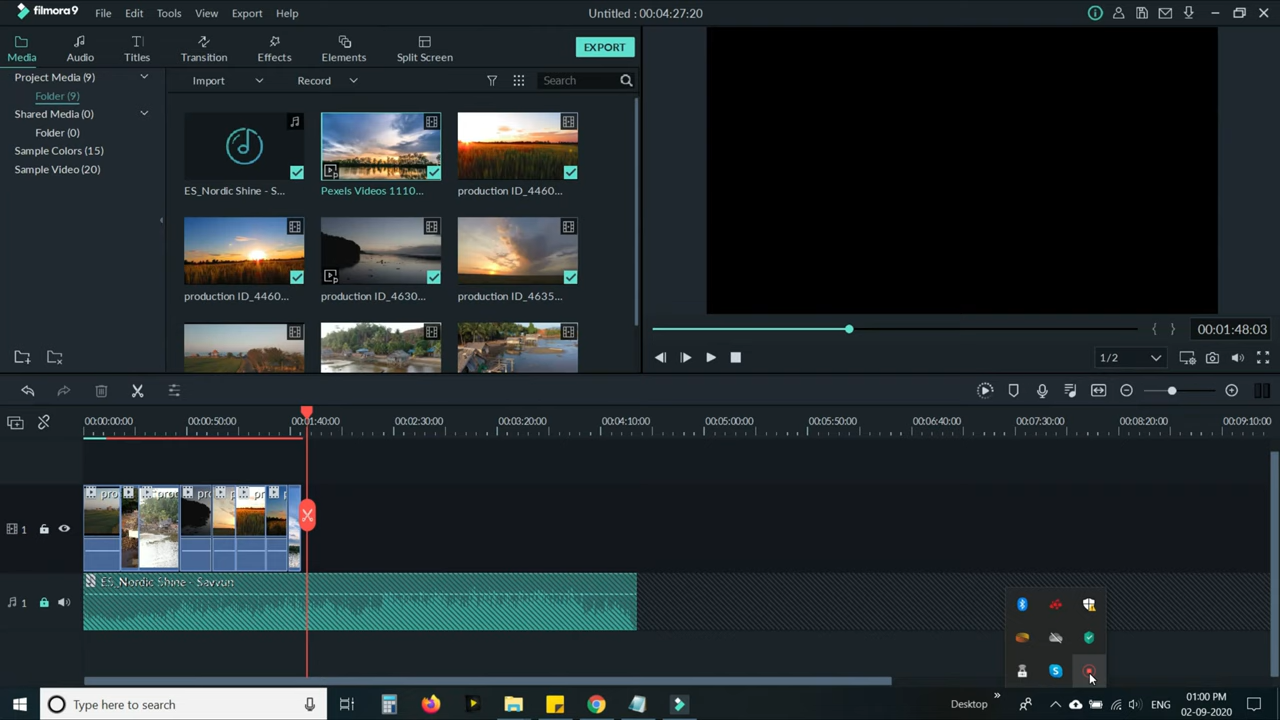 filmora9 File Edit Tools View Export Help Untitled : 00:04:27:20
Media Audio Titles Transition Effects Elements Split Screen EXPORT
Project Media (9)
Folder (9)
Shared Media (0)
Folder (0)
Sample Colors (15)
Sample Video (20)
Import Record Search
ES_Nordic Shine - S... Pexels Videos 1110... production ID_4460...
production ID_4460... production ID_4630... production ID_4635...
1/2 00:01:48:03
00:00:00:00 00:00:50:00 00:01:40:00 00:02:30:00 00:03:20:00 00:04:10:00 00:05:00:00 00:05:50:00 00:06:40:00 00:07:30:00 00:08:20:00 00:09:10:00
1
ES_Nordic Shine - Savvun
1
Type here to search
Desktop
ENG
01:00 PM
02-09-2020